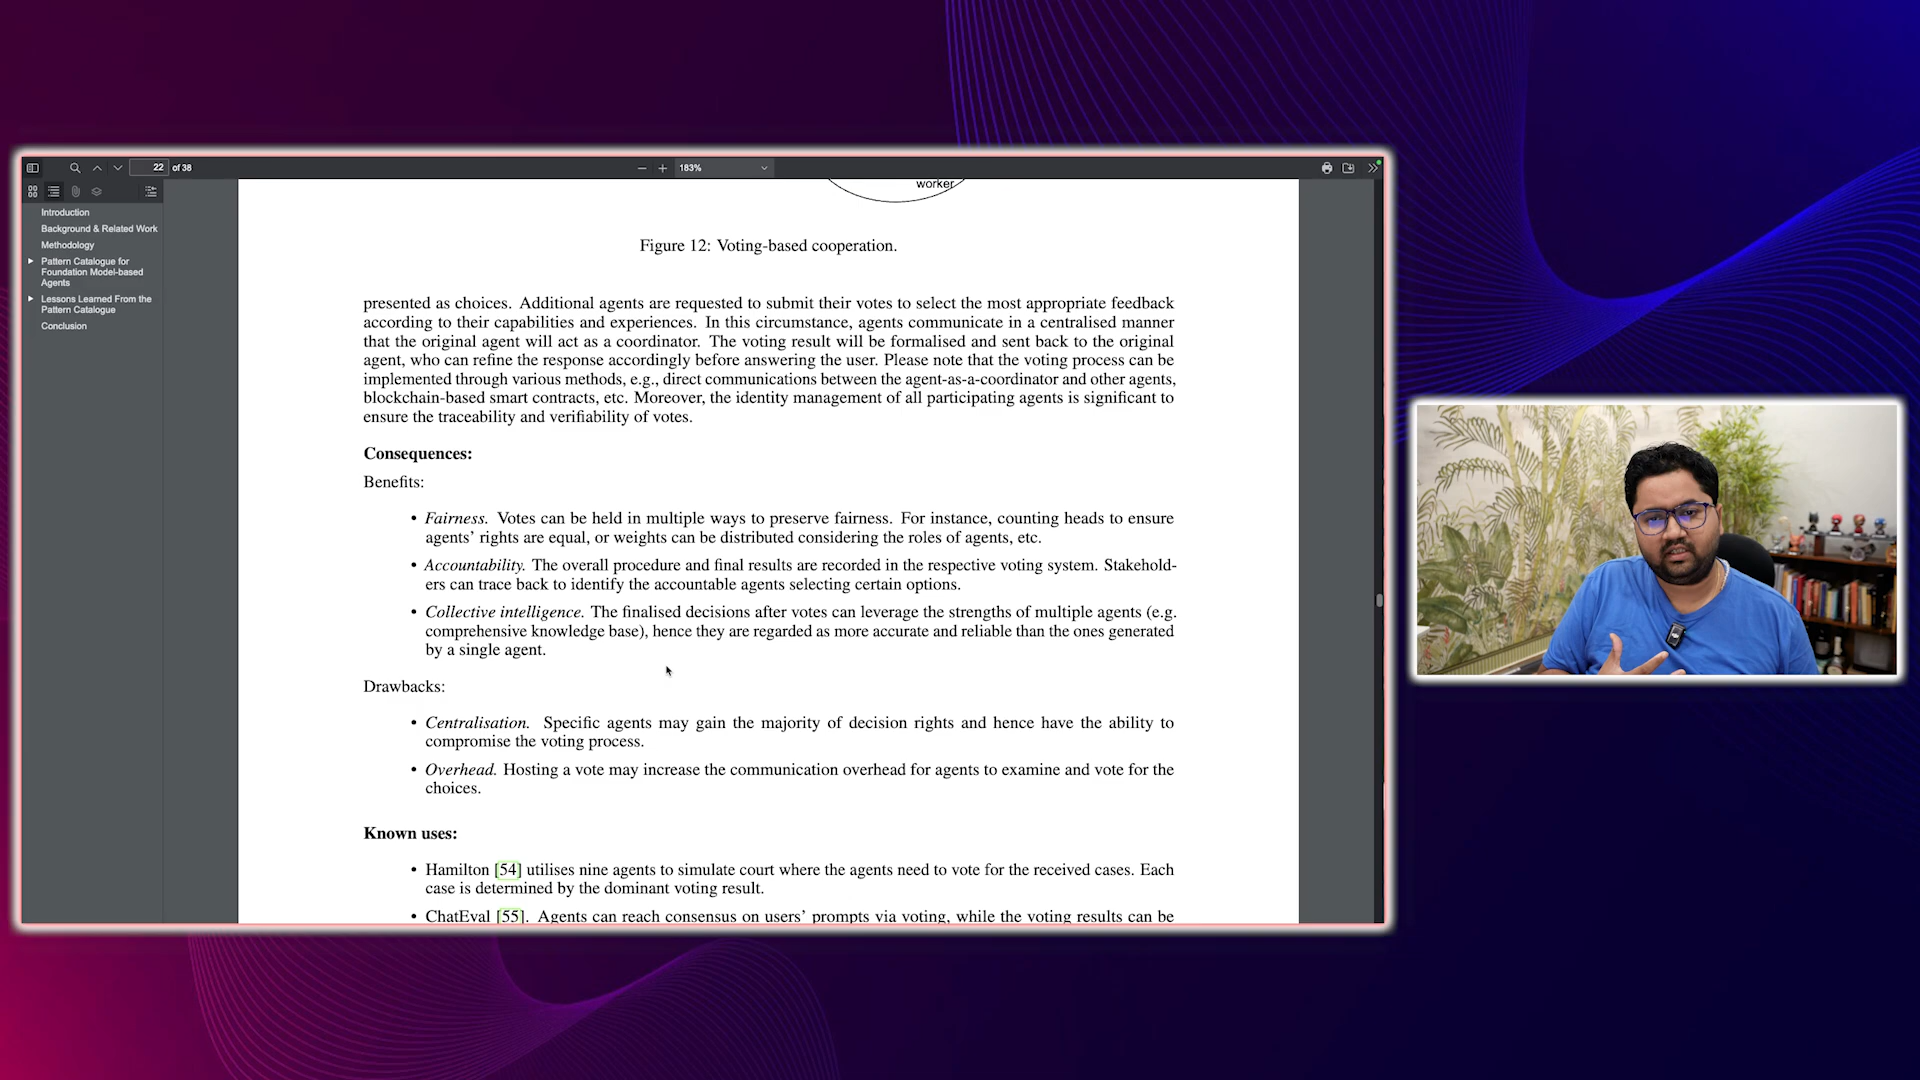 22 of 38
183%
Introduction
Background & Related Work
Methodology
Pattern Catalogue for
Foundation Model-based
Agents
Lessons Learned From the
Pattern Catalogue
Conclusion
worker
Figure 12: Voting-based cooperation.
presented as choices. Additional agents are requested to submit their votes to select the most appropriate feedback
according to their capabilities and experiences. In this circumstance, agents communicate in a centralised manner
that the original agent will act as a coordinator. The voting result will be formalised and sent back to the original
agent, who can refine the response accordingly before answering the user. Please note that the voting process can be
implemented through various methods, e.g., direct communications between the agent-as-a-coordinator and other agents,
blockchain-based smart contracts, etc. Moreover, the identity management of all participating agents is significant to
ensure the traceability and verifiability of votes.
Consequences:
Benefits:
• Fairness. Votes can be held in multiple ways to preserve fairness. For instance, counting heads to ensure
agents' rights are equal, or weights can be distributed considering the roles of agents, etc.
• Accountability. The overall procedure and final results are recorded in the respective voting system. Stakehold-
ers can trace back to identify the accountable agents selecting certain options.
• Collective intelligence. The finalised decisions after votes can leverage the strengths of multiple agents (e.g.
comprehensive knowledge base), hence they are regarded as more accurate and reliable than the ones generated
by a single agent.
Drawbacks:
• Centralisation. Specific agents may gain the majority of decision rights and hence have the ability to
compromise the voting process.
• Overhead. Hosting a vote may increase the communication overhead for agents to examine and vote for the
choices.
Known uses:
• Hamilton [54] utilises nine agents to simulate court where the agents need to vote for the received cases. Each
case is determined by the dominant voting result.
• ChatEval [55]. Agents can reach consensus on users' prompts via voting, while the voting results can be